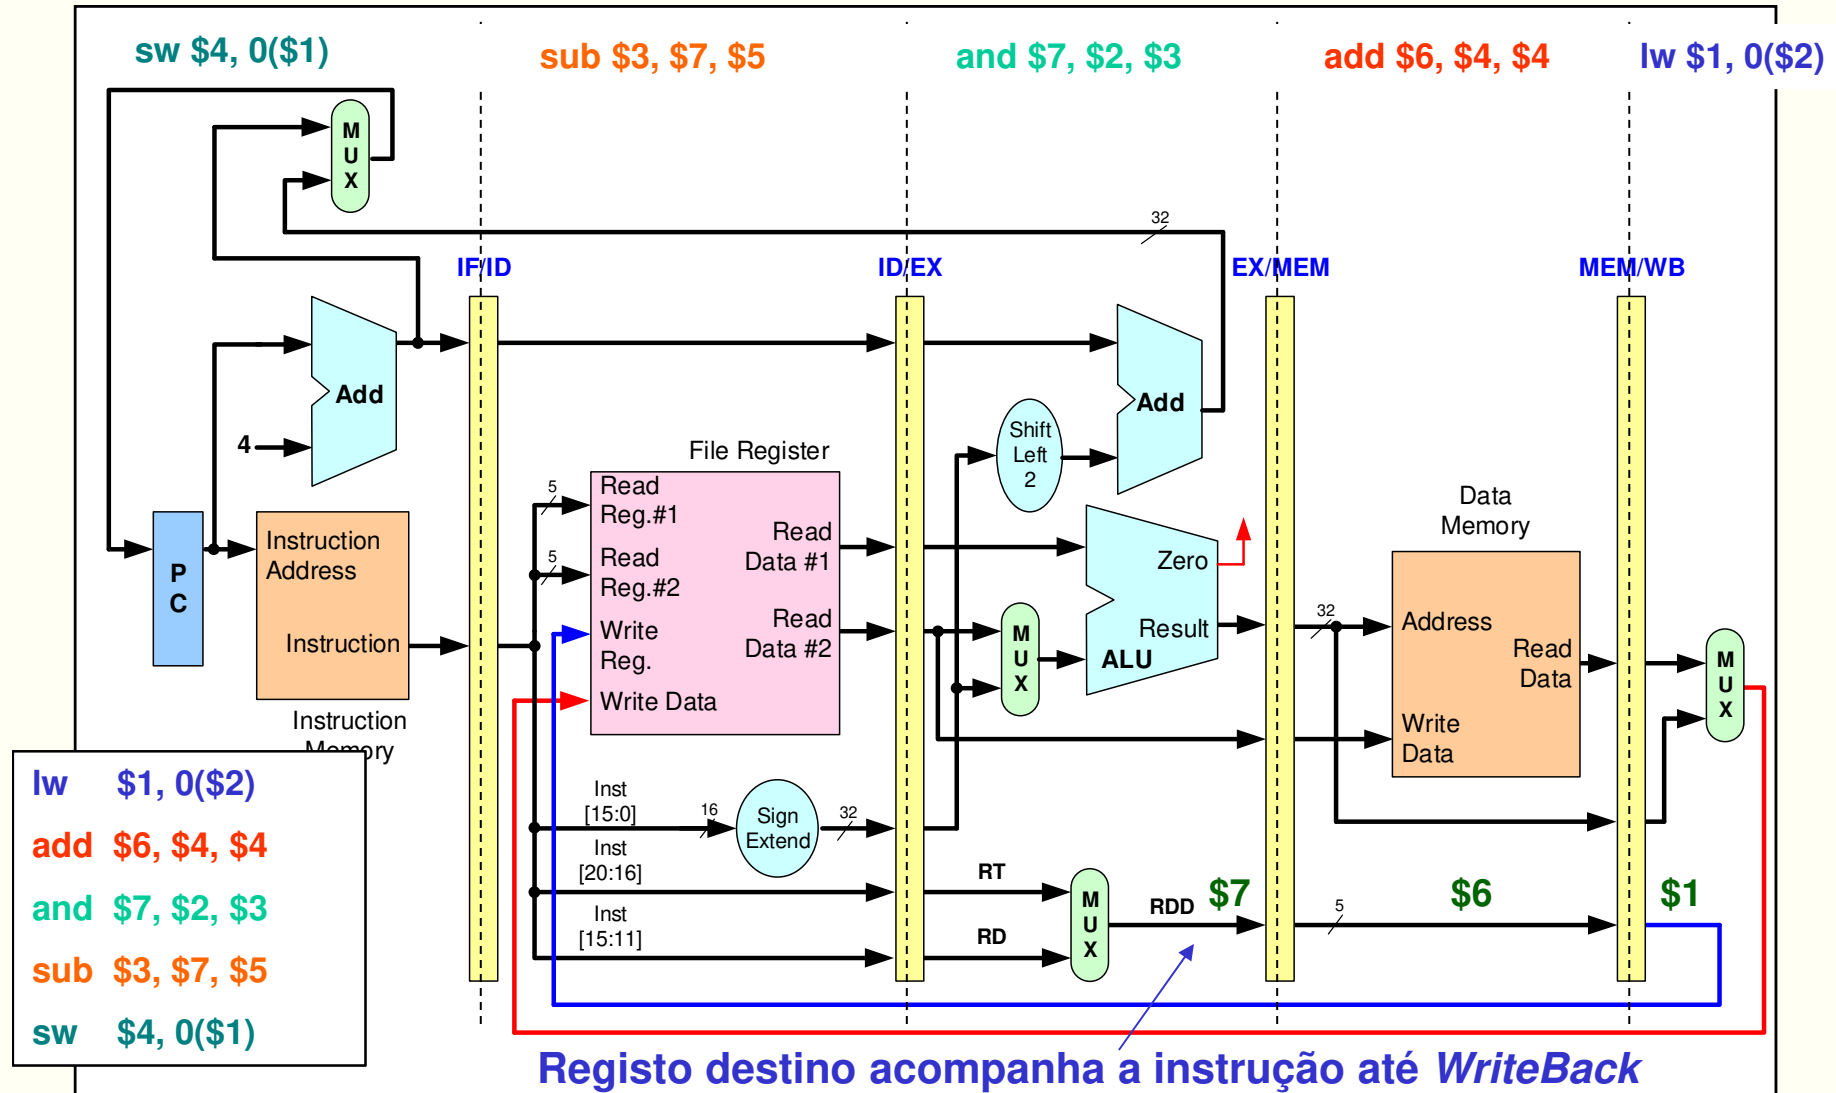 sw $4, 0($1)
sub $3, $7, $5
and $7, $2, $3
add $6, $4, $4
lw $1, 0($2)
M
U
X
32
IF/ID
ID/EX
EX/MEM
MEM/WB
Add
4
Add
Shift
Left
2
File Register
Read
Reg.#1
5
Read
Reg.#2
5
Write
Reg.
Write Data
Read
Data #1
Read
Data #2
P
C
Instruction
Address
Instruction
Instruction
Memory
M
U
X
Zero
Result
ALU
Data
Memory
32
Address
Read
Data
Write
Data
M
U
X
Inst
[15:0]
16
Sign
Extend
32
Inst
[20:16]
Inst
[15:11]
RT
RD
M
U
X
RDD
$7
$6
5
$1
lw $1, 0($2)
add $6, $4, $4
and $7, $2, $3
sub $3, $7, $5
sw $4, 0($1)
Registo destino acompanha a instrução até WriteBack